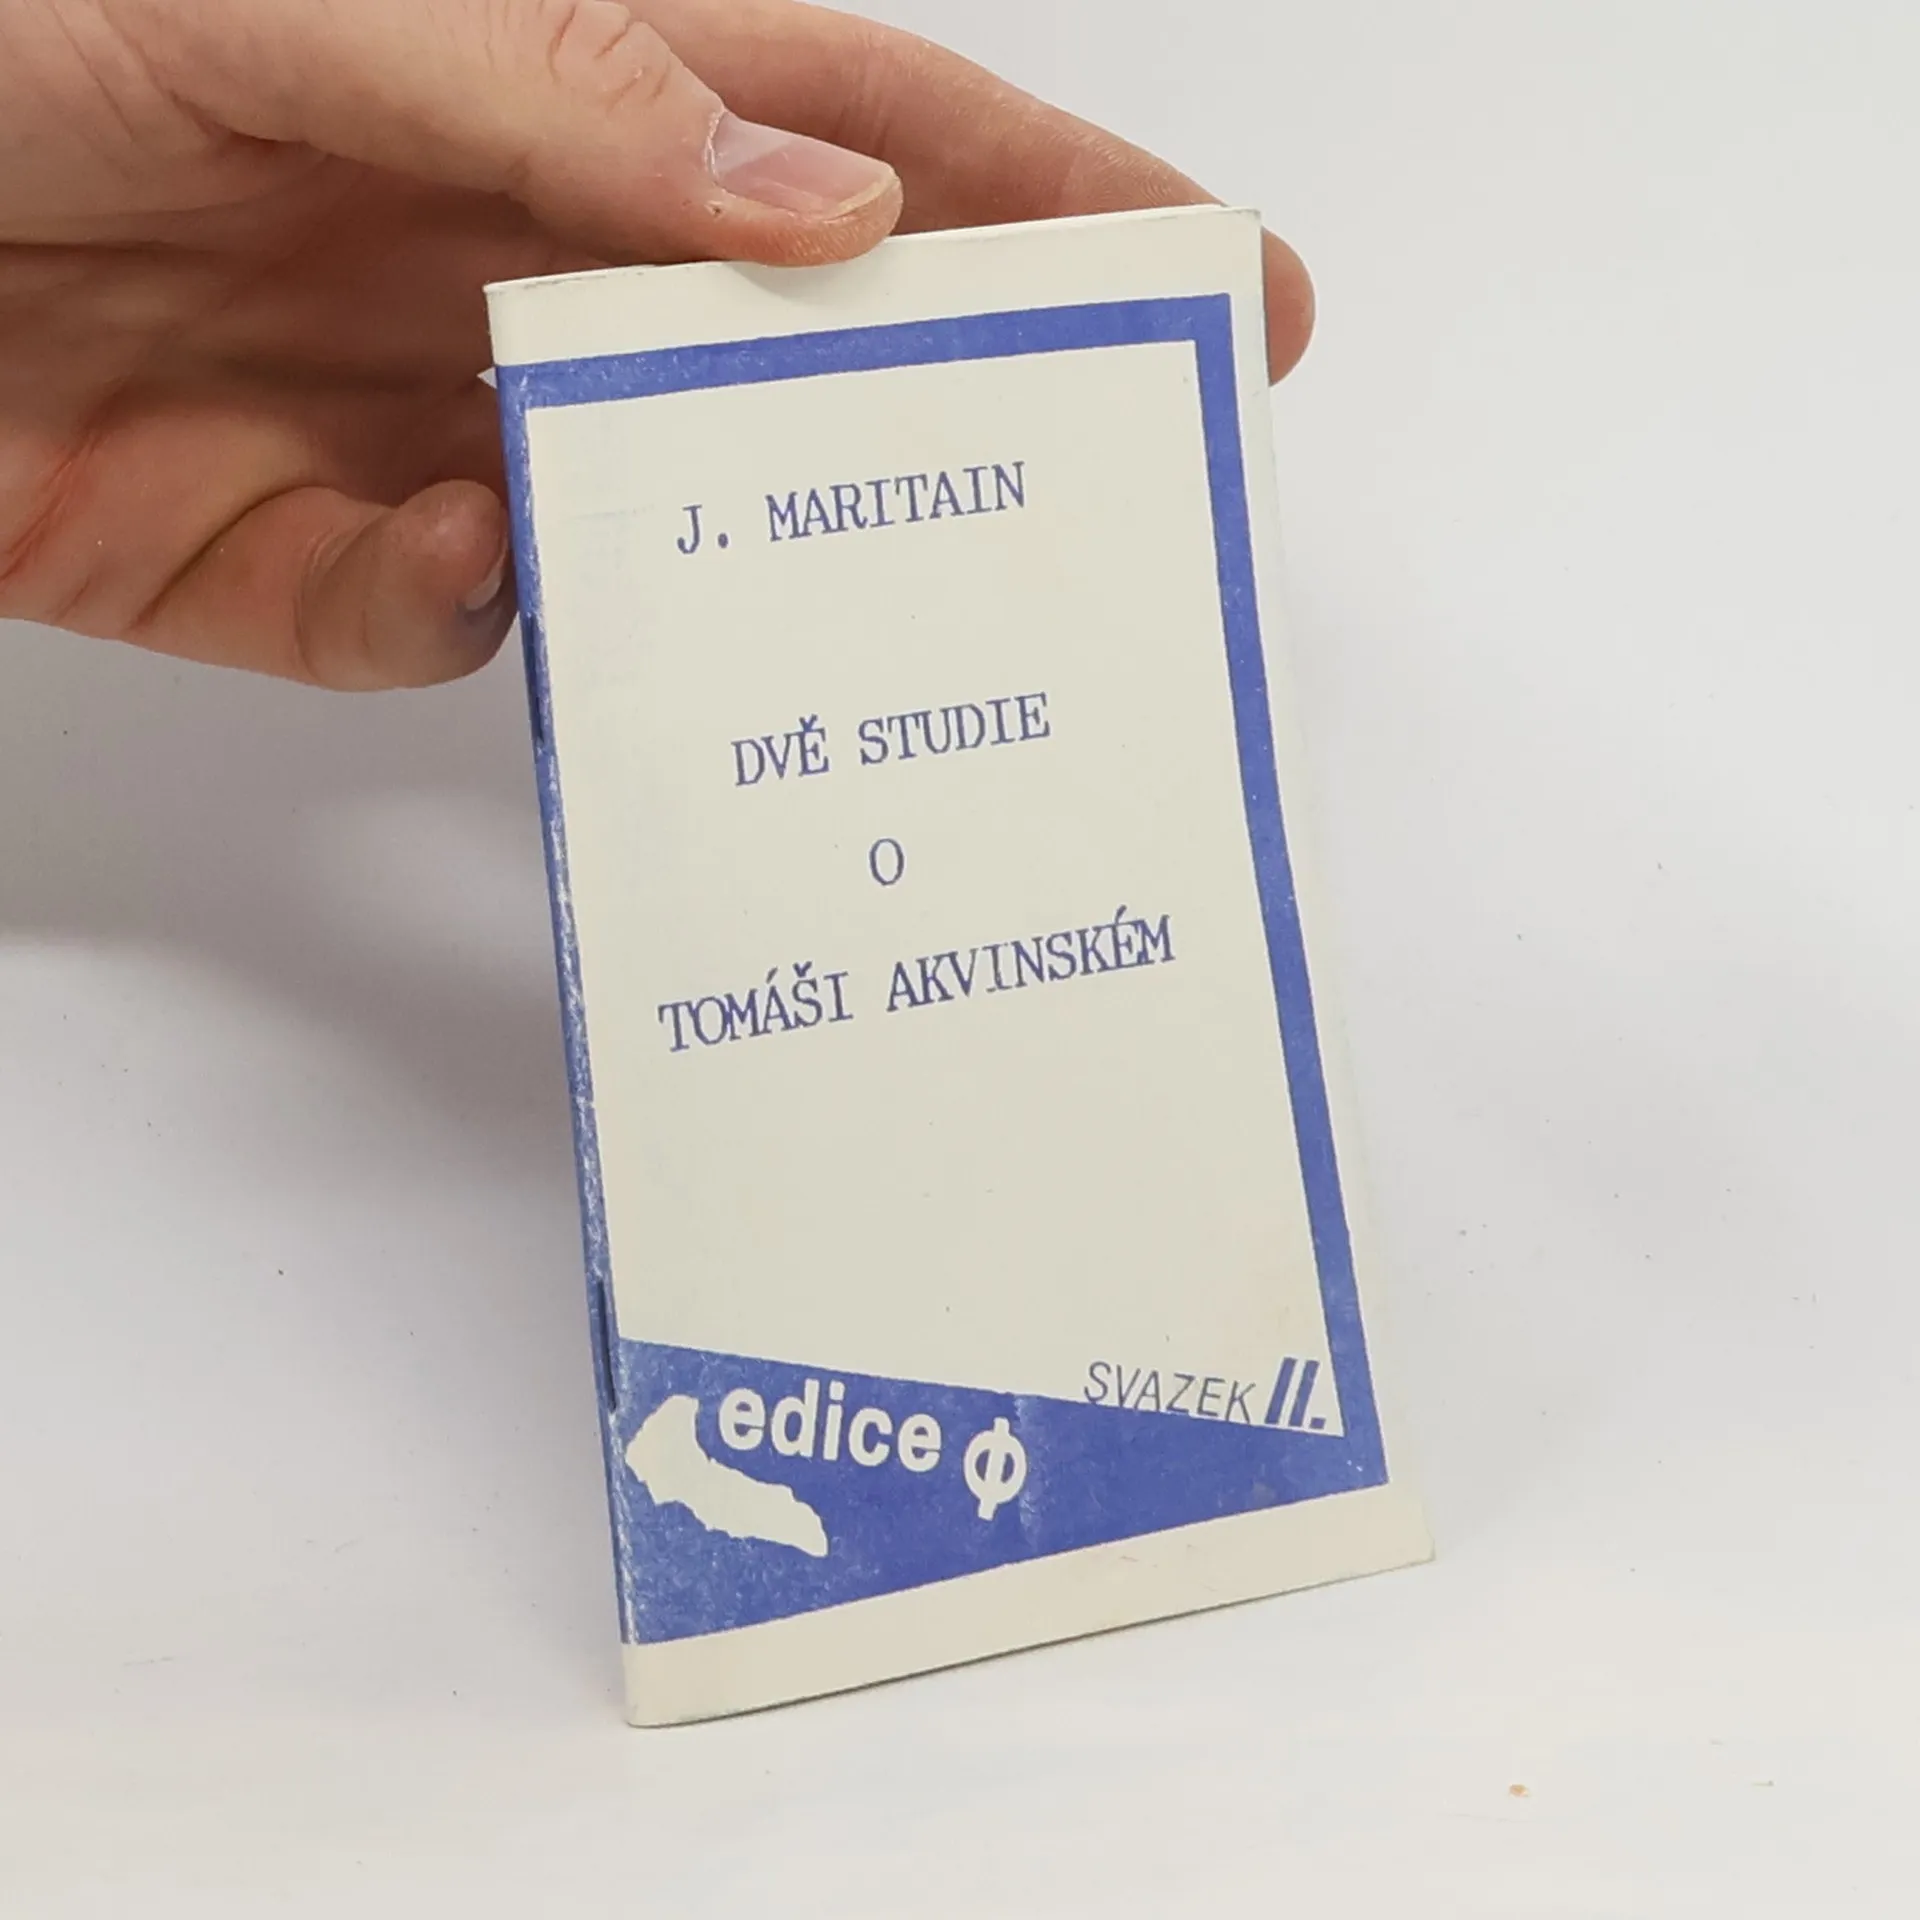 J. MARITAIN
DVĚ STUDIE
O
TOMÁŠI AKVINSKÉM
SVAZEK II.
edice Φ